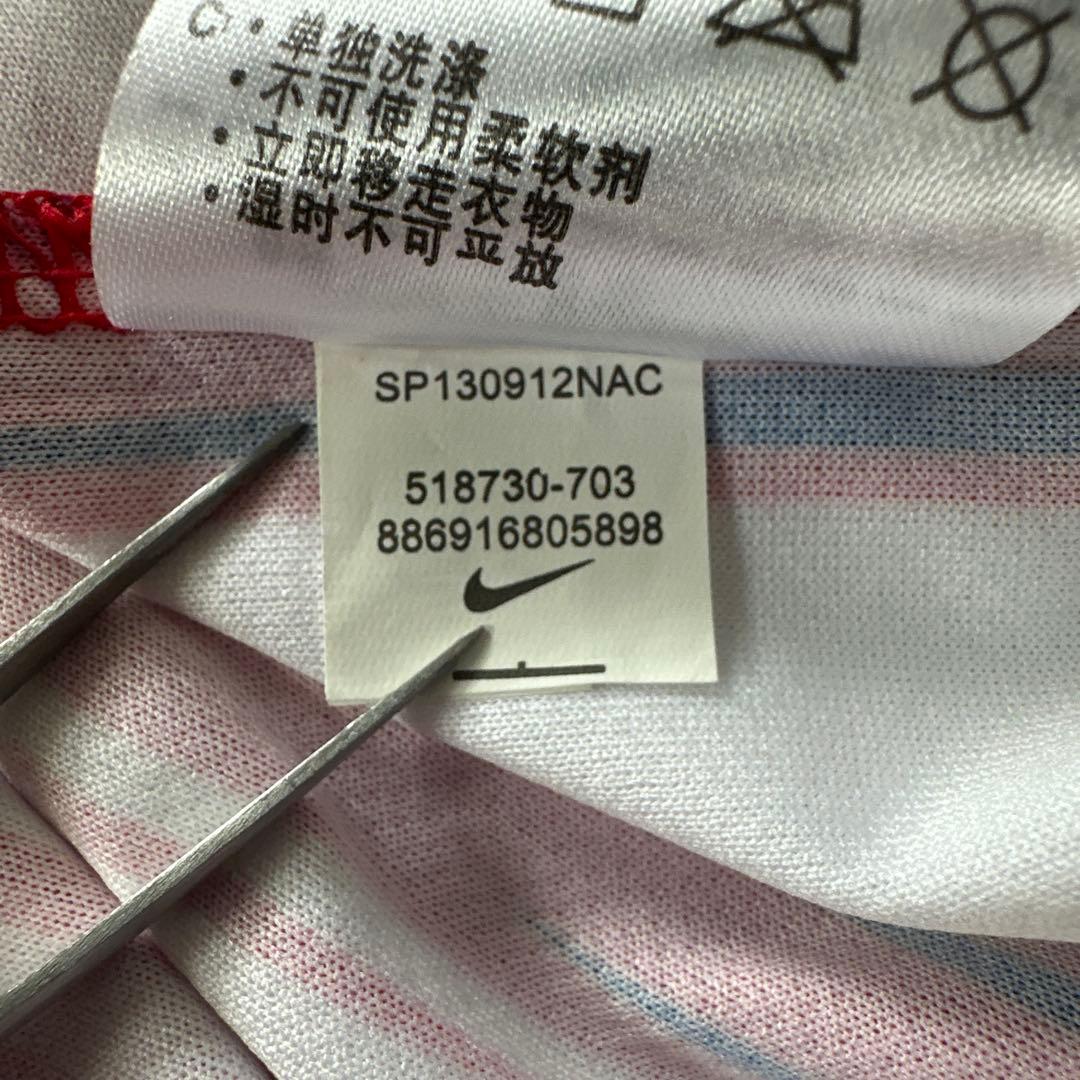 C: · 单独洗涤
· 不可使用柔软剂
· 立即移走衣物
· 湿时不可平放
SP130912NAC
518730-703
886916805898